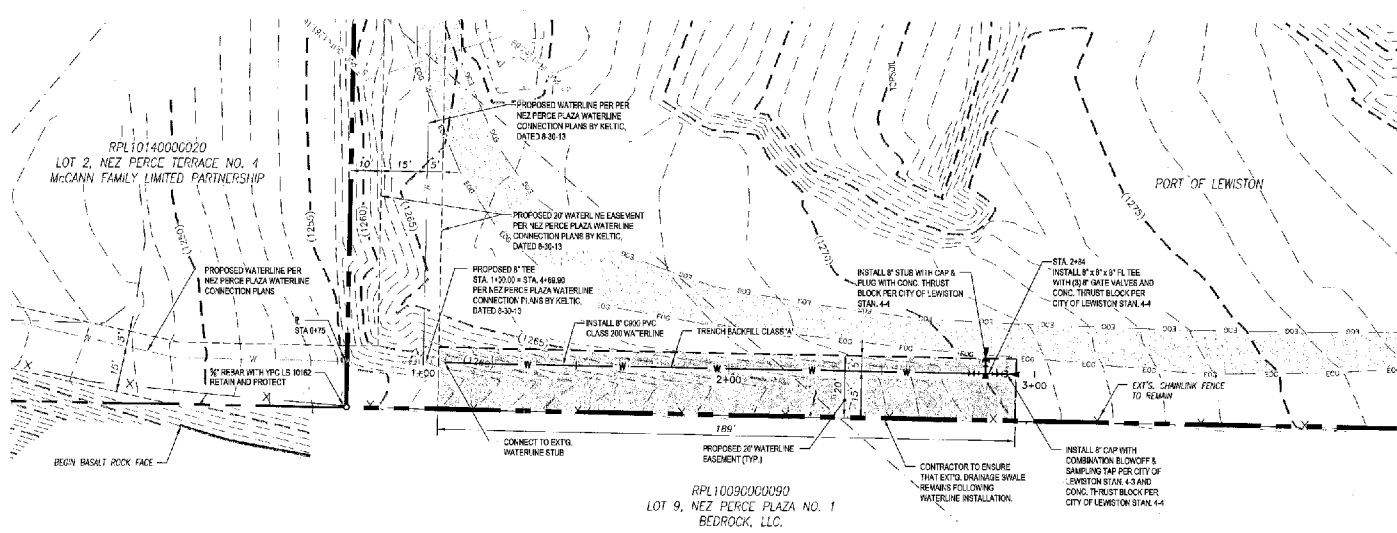 RPL10140000020
LOT 2, NEZ PERCE TERRACE NO. 1
McCANN FAMILY LIMITED PARTNERSHIP
PROPOSED WATERLINE PER PER
NEZ PERCE PLAZA WATERLINE
CONNECTION PLANS BY KELTIC,
DATED 8-30-13
10'
15'
5'
TOPSOIL
PORT OF LEWISTON
(1250)
(1250)
(1260)
(1265)
(1275)
(1270)
PROPOSED 20' WATERLINE EASEMENT
PER NEZ PERCE PLAZA WATERLINE
CONNECTION PLANS BY KELTIC,
DATED 8-30-13
PROPOSED WATERLINE PER
NEZ PERCE PLAZA WATERLINE
CONNECTION PLANS
PROPOSED 8" TEE
STA. 1+00.00 = STA. 4+69.90
PER NEZ PERCE PLAZA WATERLINE
CONNECTION PLANS BY KELTIC,
DATED 8-30-13
INSTALL 8" STUB WITH CAP &
PLUG WITH CONC. THRUST
BLOCK PER CITY OF LEWISTON
STAN. 4-4
STA. 2+84
INSTALL 8" x 8" x 8" FL TEE
WITH (3) 8" GATE VALVES AND
CONC. THRUST BLOCK PER
CITY OF LEWISTON STAN. 4-4
STA 0+75
INSTALL 8" C900 PVC
CLASS 200 WATERLINE
TRENCH BACKFILL CLASS 'A'
(1265)
EOG
EOG
EOG
15'
⅝" REBAR WITH YPC LS 10162
RETAIN AND PROTECT
1+00
W
W
W
W
W
2+00
3+00
20'
15'
5'
EXT'G. CHAINLINK FENCE
TO REMAIN
189'
BEGIN BASALT ROCK FACE
CONNECT TO EXT'G.
WATERLINE STUB
PROPOSED 20' WATERLINE
EASEMENT (TYP.)
CONTRACTOR TO ENSURE
THAT EXT'G. DRAINAGE SWALE
REMAINS FOLLOWING
WATERLINE INSTALLATION.
INSTALL 8" CAP WITH
COMBINATION BLOWOFF &
SAMPLING TAP PER CITY OF
LEWISTON STAN. 4-3 AND
CONC. THRUST BLOCK PER
CITY OF LEWISTON STAN. 4-4
RPL10090000090
LOT 9, NEZ PERCE PLAZA NO. 1
BEDROCK, LLC.